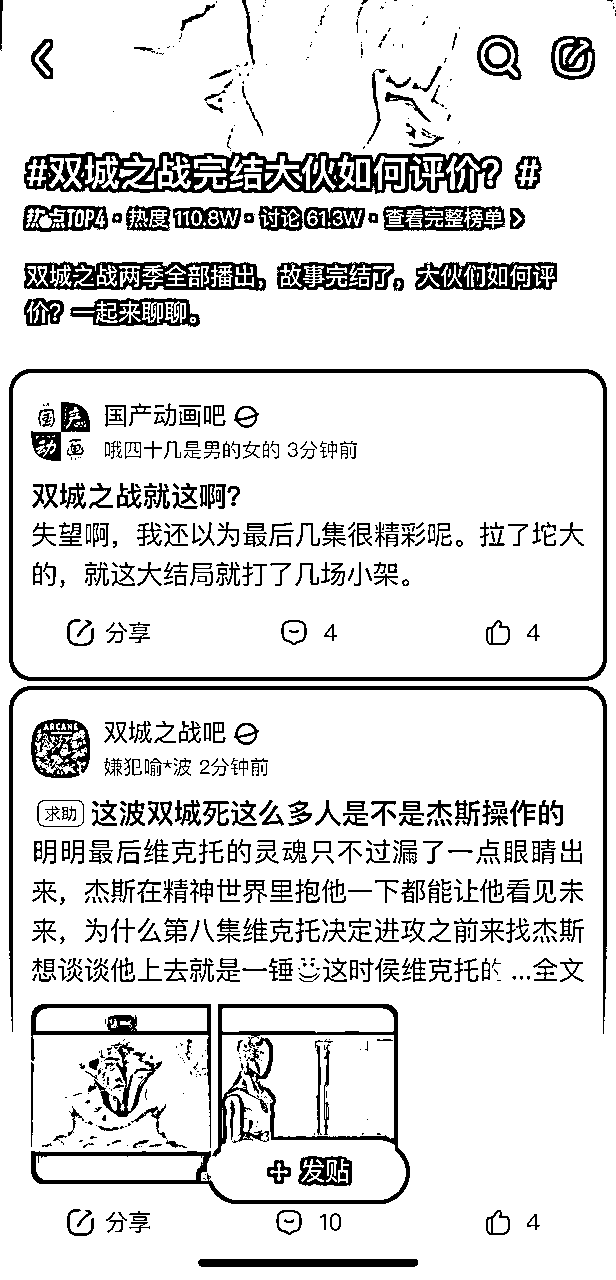 #双城之战完结大伙如何评价？#
热点TOP4·热度 110.8W·讨论 61.3W·查看完整榜单
双城之战两季全部播出，故事完结了。大伙们如何评
价？一起来聊聊。
国产动画
国产动画吧
哦四十几是男的女的 3分钟前
双城之战就这啊？
失望啊，我还以为最后几集很精彩呢。拉了坨大
的，就这大结局就打了几场小架。
分享 4 4
ARCANE
双城之战吧
嫌犯喻*波 2分钟前
求助 这波双城死这么多人是不是杰斯操作的
明明最后维克托的灵魂只不过漏了一点眼睛出
来，杰斯在精神世界里抱他一下都能让他看见未
来，为什么第八集维克托决定进攻之前来找杰斯
想谈谈他上去就是一锤这时侯维克托的 ...全文
发贴
分享 10 4